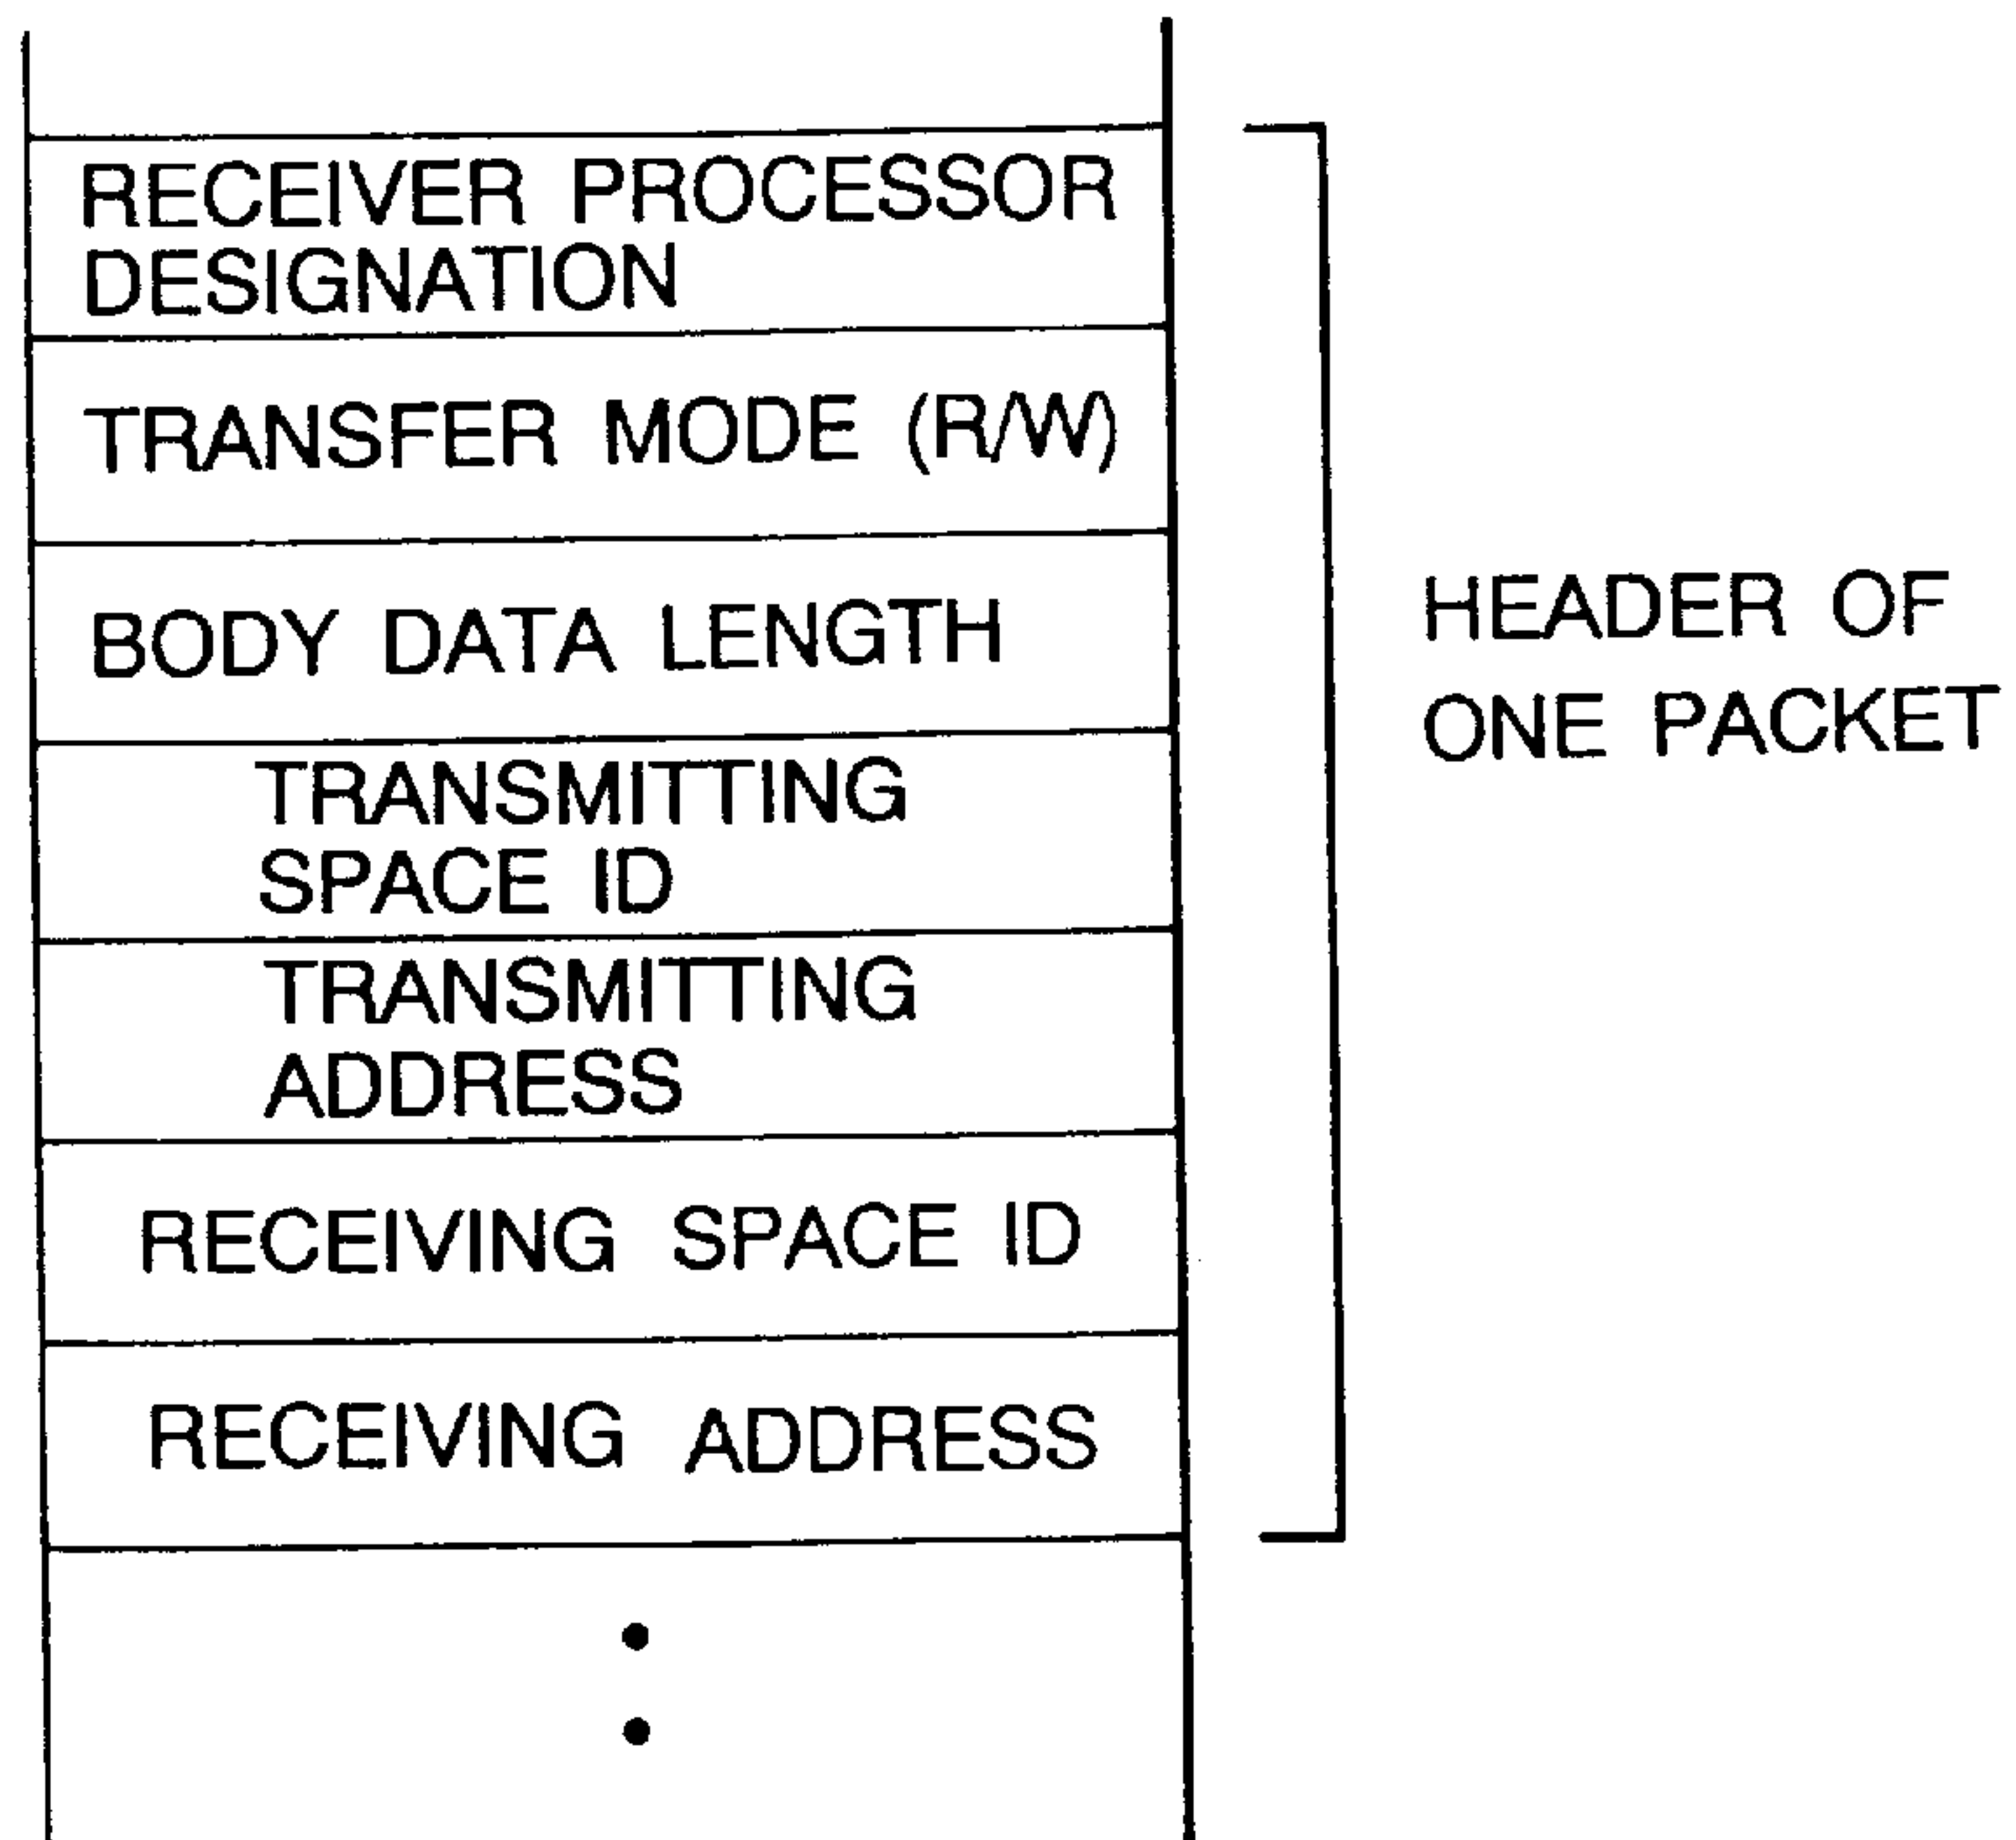 RECEIVER PROCESSOR
DESIGNATION
TRANSFER MODE (R/W)
BODY DATA LENGTH
TRANSMITTING
SPACE ID
TRANSMITTING
ADDRESS
RECEIVING SPACE ID
RECEIVING ADDRESS
HEADER OF
ONE PACKET